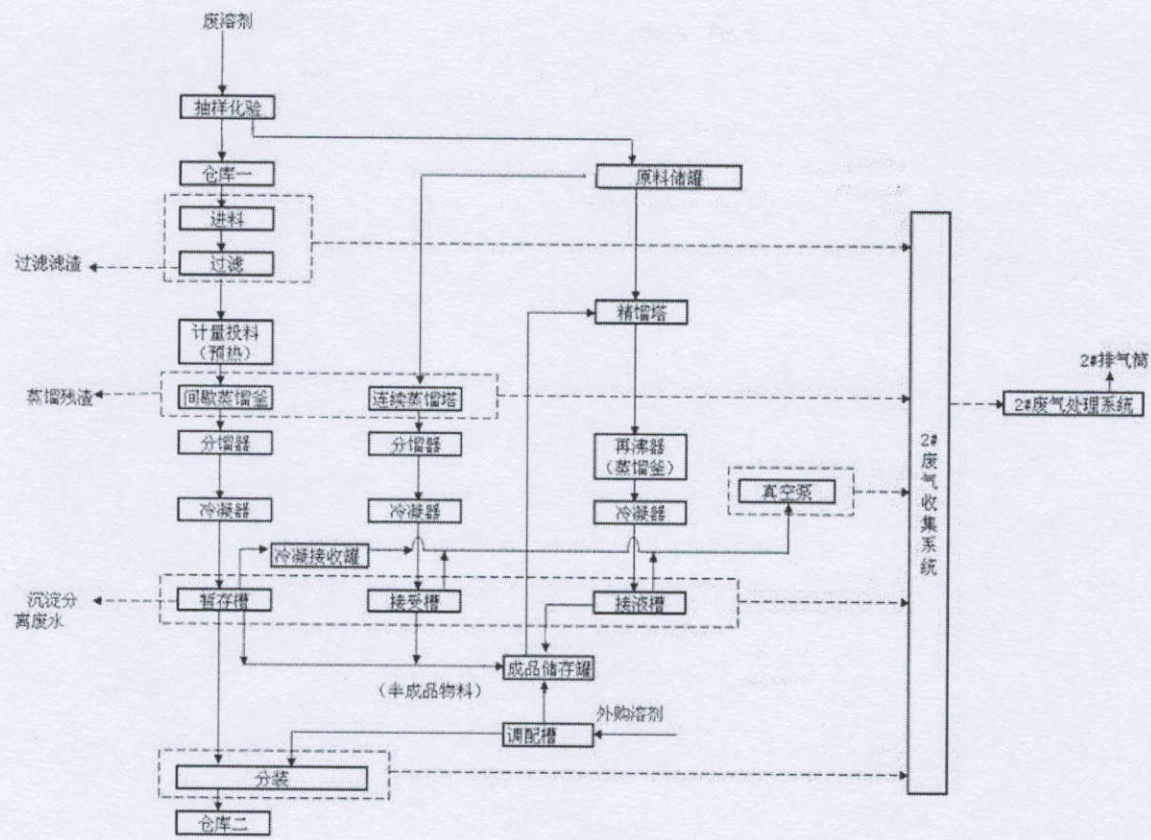 废溶剂
抽样化验
仓库一
原料储罐
进料
过滤滤渣
过滤
精馏塔
计量投料
（预热）
2#排气筒
蒸馏残渣
间歇蒸馏釜
连续蒸馏塔
2#废气处理系统
分馏器
分馏器
再沸器
（蒸馏釜）
2#废气收集系统
真空泵
冷凝器
冷凝器
冷凝器
冷凝接收罐
沉淀分
离废水
暂存槽
接受槽
接液槽
成品储存罐
（半成品物料）
外购溶剂
调配槽
分装
仓库二